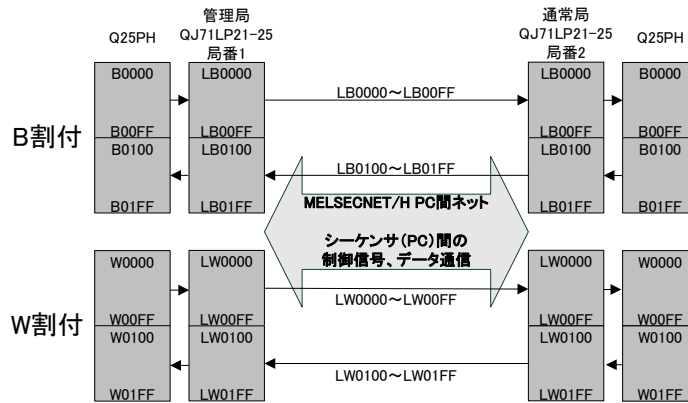 管理局
Q25PH QJ71LP21-25
局番1
通常局
QJ71LP21-25 Q25PH
局番2
B割付
B0000 LB0000 LB0000 B0000
LB0000～LB00FF
B00FF LB00FF LB00FF B00FF
B0100 LB0100 LB0100 B0100
LB0100～LB01FF
B01FF LB01FF LB01FF B01FF
MELSECNET/H PC間ネット
シーケンサ（PC）間の
制御信号、データ通信
W割付
W0000 LW0000 LW0000 W0000
LW0000～LW00FF
W00FF LW00FF LW00FF W00FF
W0100 LW0100 LW0100 W0100
LW0100～LW01FF
W01FF LW01FF LW01FF W01FF